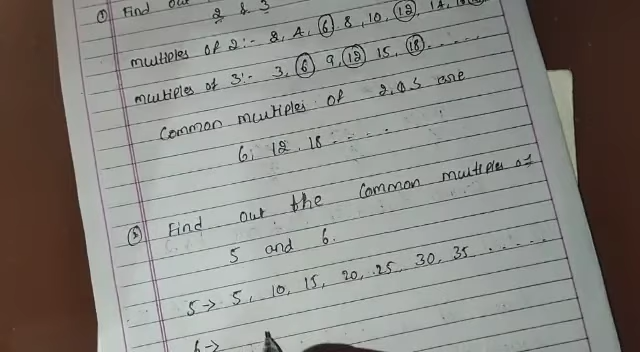 ① Find out
2 & 3
multiples of 2:- 2, 4, 6, 8, 10, 12, 14,
multiples of 3:- 3, 6 9, 12 15, 18.......
Common multiples of 2, 3 are
6, 12, 18 .....
② Find out the common multiples of
5 and 6.
5→ 5, 10, 15, 20, 25, 30, 35 ......
6→